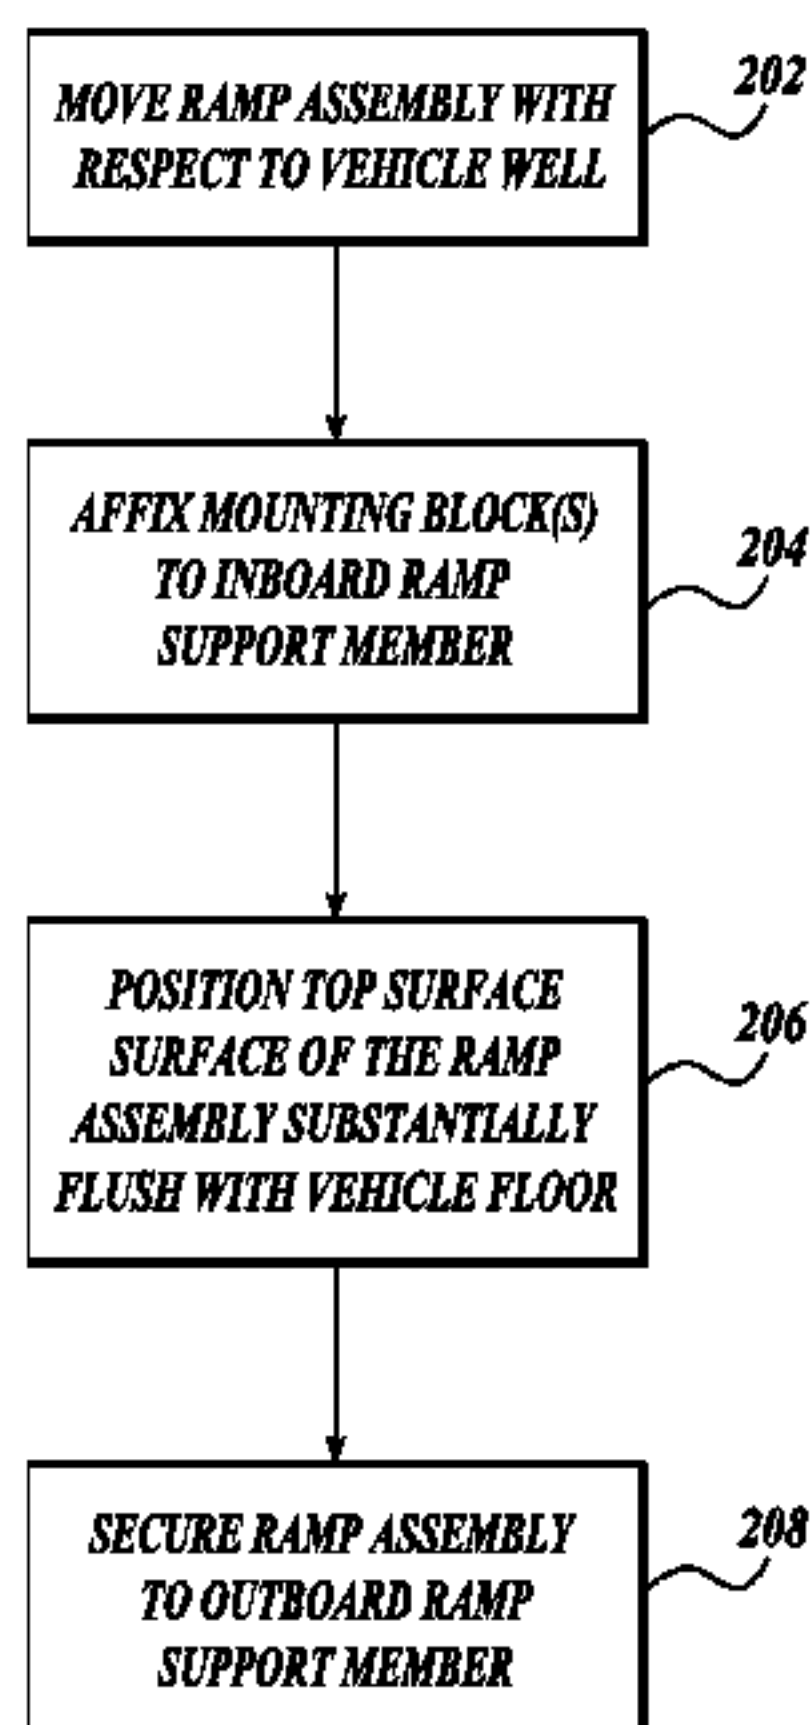 MOVE RAMP ASSEMBLY WITH
RESPECT TO VEHICLE WELL
202
AFFIX MOUNTING BLOCK(S)
TO INBOARD RAMP
SUPPORT MEMBER
204
POSITION TOP SURFACE
SURFACE OF THE RAMP
ASSEMBLY SUBSTANTIALLY
FLUSH WITH VEHICLE FLOOR
206
SECURE RAMP ASSEMBLY
TO OUTBOARD RAMP
SUPPORT MEMBER
208